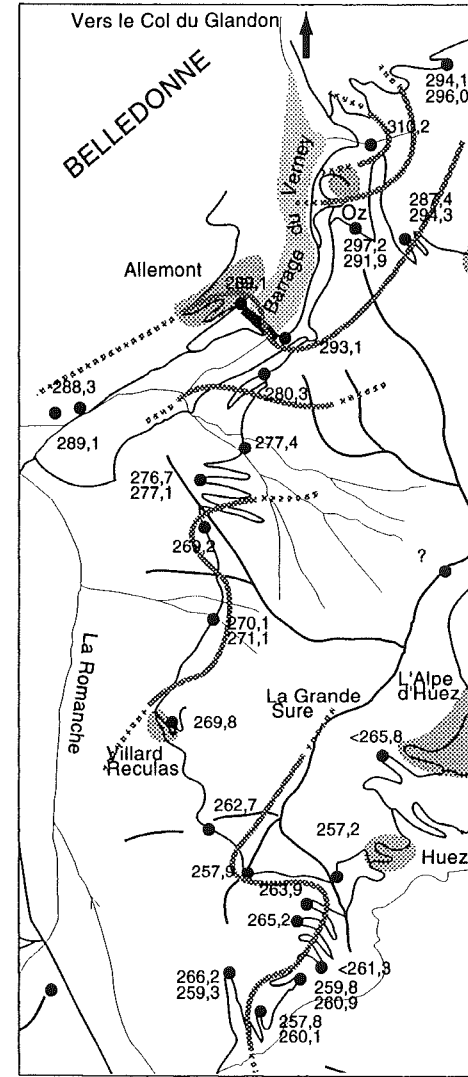 Vers le Col du Glandon
BELLEDONNE
294,1
296,0
310,2
Barrage du Verney
Oz
287,4
294,3
297,2
291,9
Allemont
289,1
293,1
288,3
289,1
280,3
277,4
276,7
277,1
269,2
?
270,1
271,1
La Romanche
L'Alpe
d'Huez
La Grande
Sure
269,8
<265,8
Villard
Reculas
262,7
257,2
Huez
257,9
263,9
265,2
<261,3
266,2
259,3
259,8
260,9
257,8
260,1